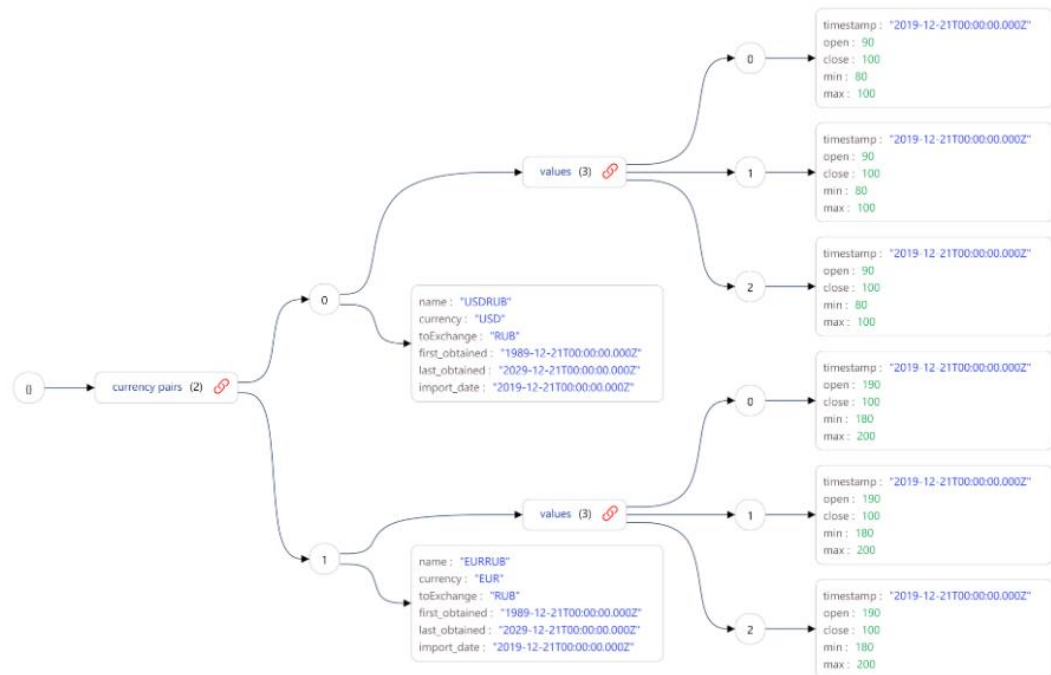 timestamp : "2019-12-21T00:00:00.000Z"
open : 90
close : 100
min : 80
max : 100
0
timestamp : "2019-12-21T00:00:00.000Z"
open : 90
close : 100
min : 80
max : 100
values (3)
1
timestamp : "2019-12-21T00:00:00.000Z"
open : 90
close : 100
min : 80
max : 100
2
0
name : "USDRUB"
currency : "USD"
toExchange : "RUB"
first_obtained : "1989-12-21T00:00:00.000Z"
last_obtained : "2029-12-21T00:00:00.000Z"
import_date : "2019-12-21T00:00:00.000Z"
{}
currency pairs (2)
timestamp : "2019-12-21T00:00:00.000Z"
open : 190
close : 100
min : 180
max : 200
0
timestamp : "2019-12-21T00:00:00.000Z"
open : 190
close : 100
min : 180
max : 200
values (3)
1
1
name : "EURRUB"
currency : "EUR"
toExchange : "RUB"
first_obtained : "1989-12-21T00:00:00.000Z"
last_obtained : "2029-12-21T00:00:00.000Z"
import_date : "2019-12-21T00:00:00.000Z"
timestamp : "2019-12-21T00:00:00.000Z"
open : 190
close : 100
min : 180
max : 200
2